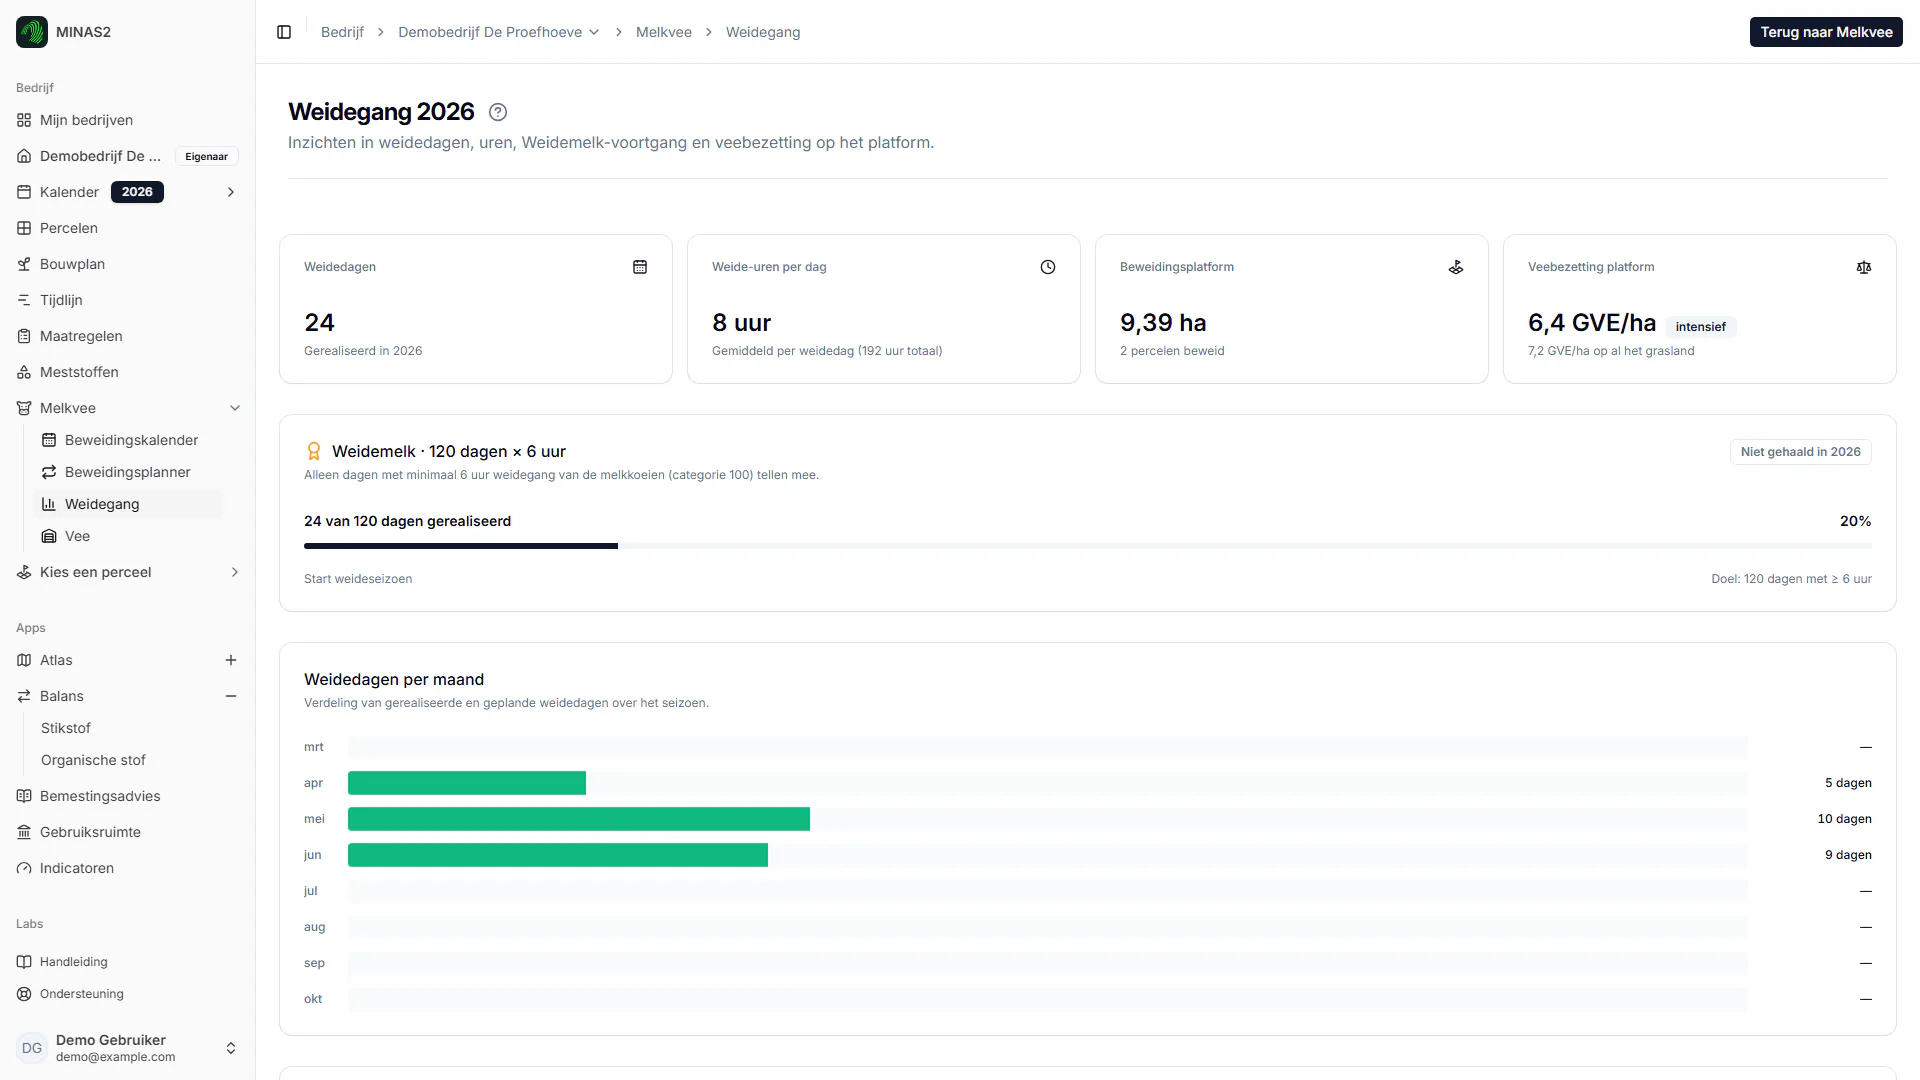 MINAS2
Bedrijf
Mijn bedrijven
Demobedrijf De ... Eigenaar
Kalender 2026
Percelen
Bouwplan
Tijdlijn
Maatregelen
Meststoffen
Melkvee
Beweidingskalender
Beweidingsplanner
Weidegang
Vee
Kies een perceel
Apps
Atlas
Balans
Stikstof
Organische stof
Bemestingsadvies
Gebruiksruimte
Indicatoren
Labs
Handleiding
Ondersteuning
DG
Demo Gebruiker
demo@example.com
Bedrijf Demobedrijf De Proefhoeve Melkvee Weidegang
Terug naar Melkvee
Weidegang 2026
Inzichten in weidedagen, uren, Weidemelk-voortgang en veebezetting op het platform.
Weidedagen
24
Gerealiseerd in 2026
Weide-uren per dag
8 uur
Gemiddeld per weidedag (192 uur totaal)
Beweidingsplatform
9,39 ha
2 percelen beweid
Veebezetting platform
6,4 GVE/ha intensief
7,2 GVE/ha op al het grasland
Weidemelk · 120 dagen × 6 uur
Niet gehaald in 2026
Alleen dagen met minimaal 6 uur weidegang van de melkkoeien (categorie 100) tellen mee.
24 van 120 dagen gerealiseerd 20%
Start weideseizoen Doel: 120 dagen met ≥ 6 uur
Weidedagen per maand
Verdeling van gerealiseerde en geplande weidedagen over het seizoen.
mrt —
apr 5 dagen
mei 10 dagen
jun 9 dagen
jul —
aug —
sep —
okt —